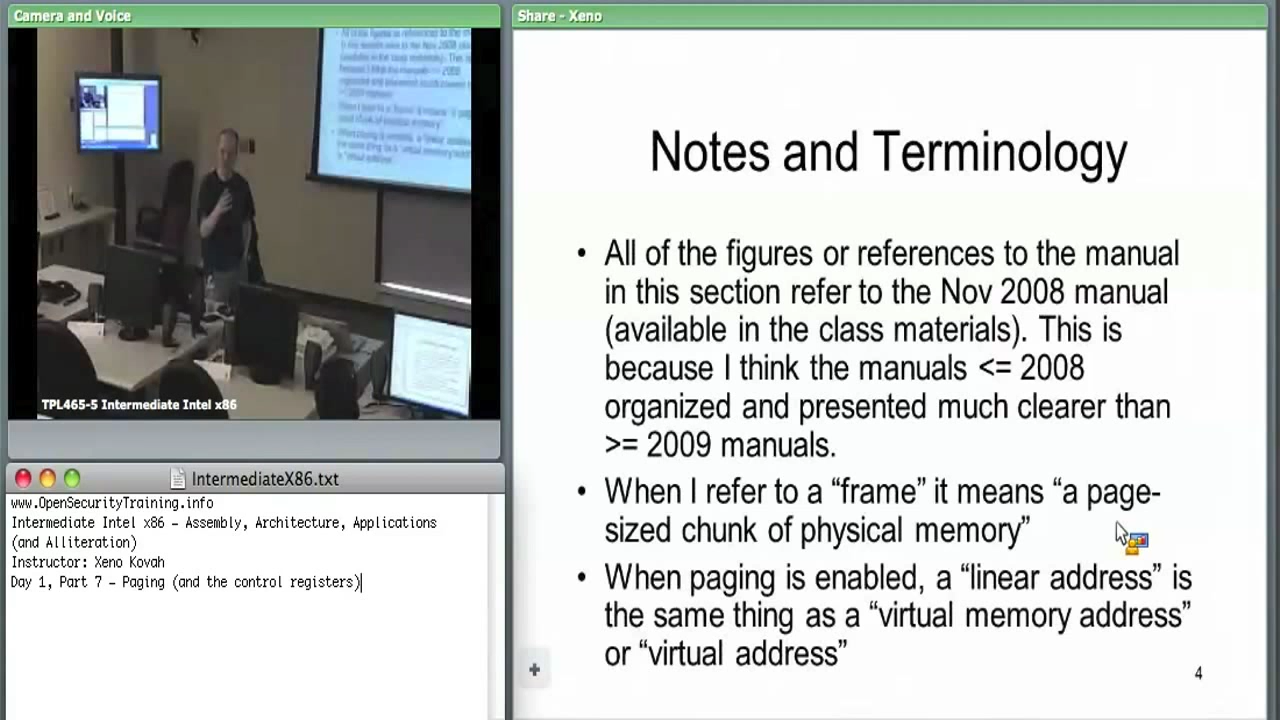 Camera and Voice
TPL465-5 Intermediate Intel x86
IntermediateX86.txt
www.OpenSecurityTraining.info
Intermediate Intel x86 – Assembly, Architecture, Applications
(and Alliteration)
Instructor: Xeno Kovah
Day 1, Part 7 – Paging (and the control registers)
Share - Xeno
Notes and Terminology
• All of the figures or references to the manual
in this section refer to the Nov 2008 manual
(available in the class materials). This is
because I think the manuals <= 2008
organized and presented much clearer than
>= 2009 manuals.
• When I refer to a “frame” it means “a page-
sized chunk of physical memory”
• When paging is enabled, a “linear address” is
the same thing as a “virtual memory address”
or “virtual address”
4